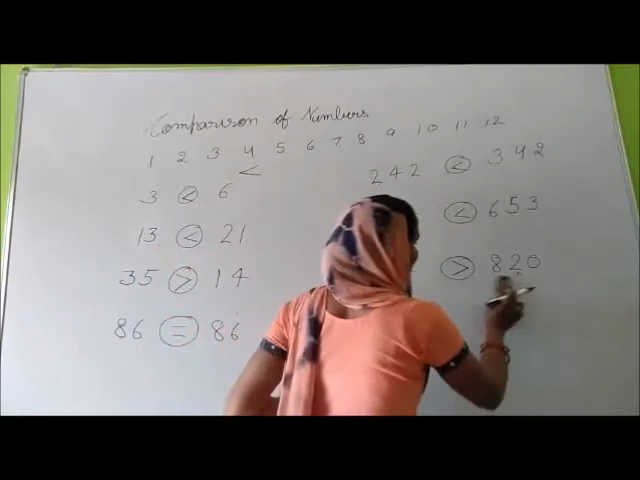 Comparison of Numbers
1 2 3 4 5 6 7 8 9 10 11 12
<
3 < 6
13 < 21
35 > 14
86 = 86
242 < 342
< 653
> 820